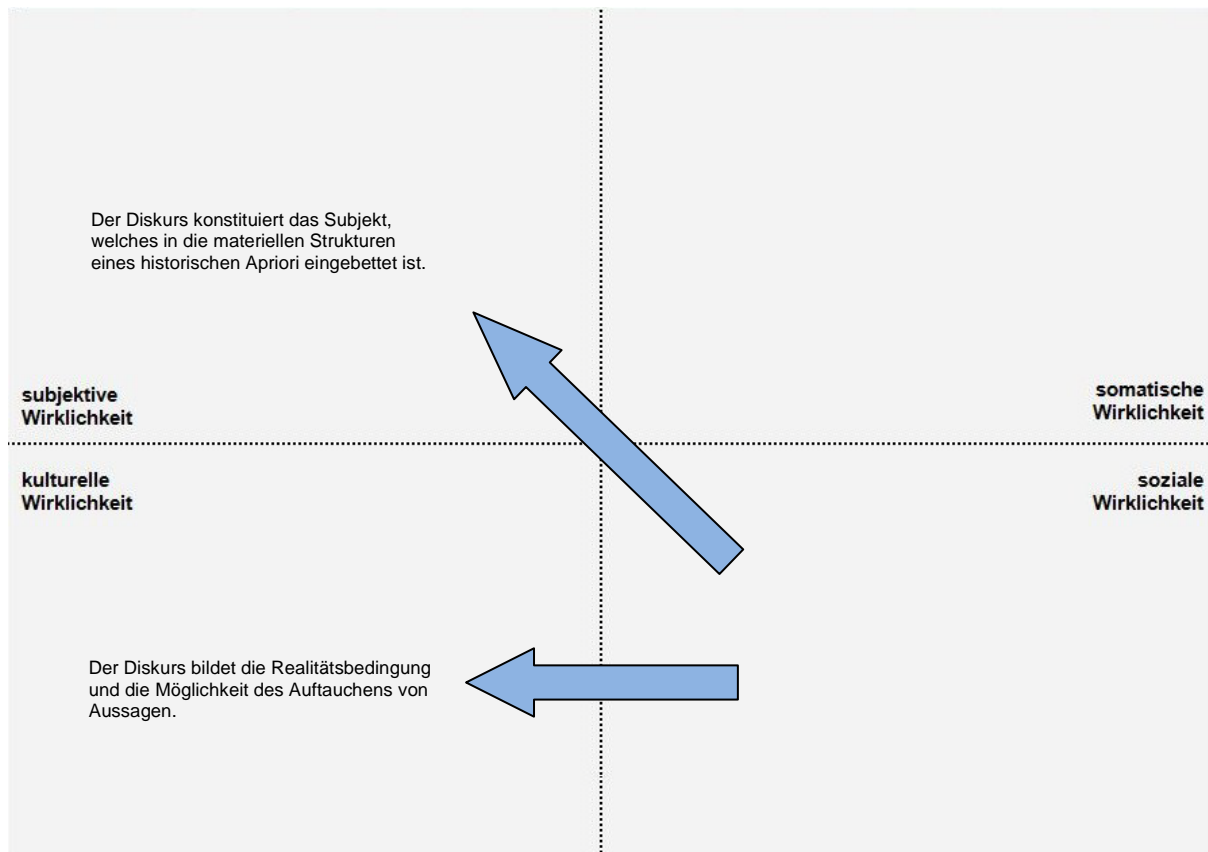 Der Diskurs konstituiert das Subjekt,
welches in die materiellen Strukturen
eines historischen Apriori eingebettet ist.
subjektive
Wirklichkeit
somatische
Wirklichkeit
kulturelle
Wirklichkeit
soziale
Wirklichkeit
Der Diskurs bildet die Realitätsbedingung
und die Möglichkeit des Auftauchens von
Aussagen.